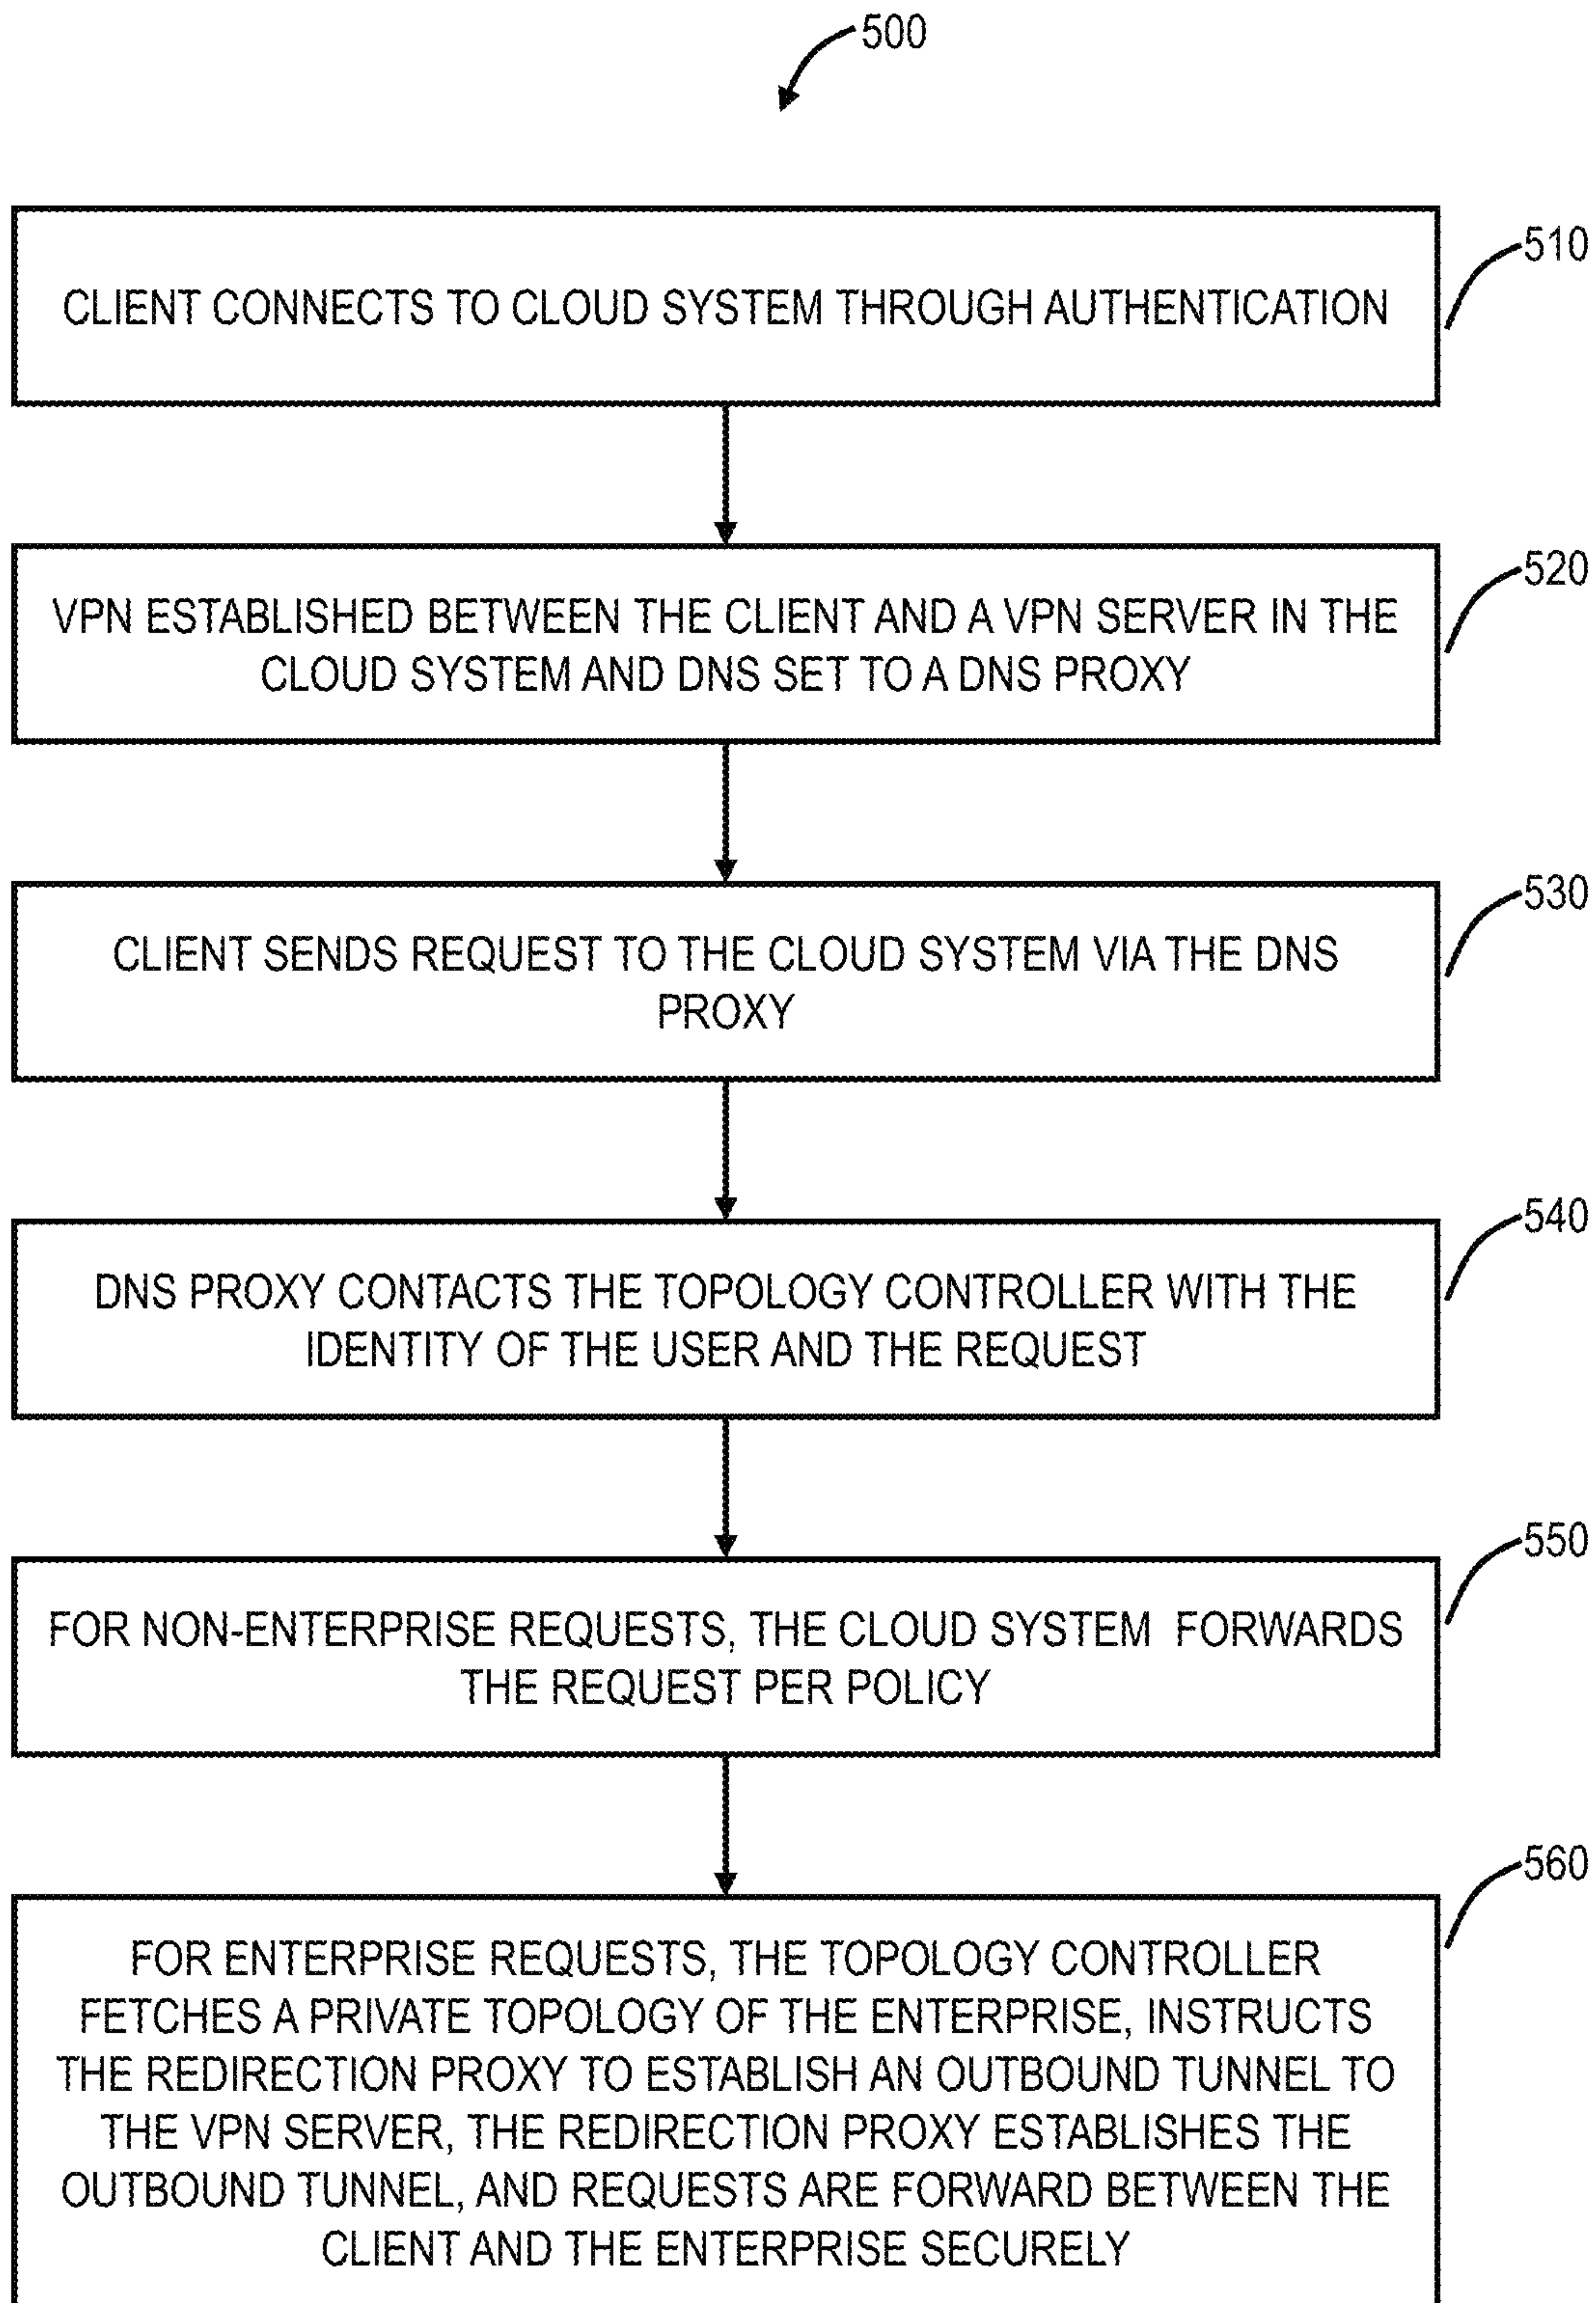 500
CLIENT CONNECTS TO CLOUD SYSTEM THROUGH AUTHENTICATION
510
VPN ESTABLISHED BETWEEN THE CLIENT AND A VPN SERVER IN THE
CLOUD SYSTEM AND DNS SET TO A DNS PROXY
520
CLIENT SENDS REQUEST TO THE CLOUD SYSTEM VIA THE DNS
PROXY
530
DNS PROXY CONTACTS THE TOPOLOGY CONTROLLER WITH THE
IDENTITY OF THE USER AND THE REQUEST
540
FOR NON-ENTERPRISE REQUESTS, THE CLOUD SYSTEM FORWARDS
THE REQUEST PER POLICY
550
FOR ENTERPRISE REQUESTS, THE TOPOLOGY CONTROLLER
FETCHES A PRIVATE TOPOLOGY OF THE ENTERPRISE, INSTRUCTS
THE REDIRECTION PROXY TO ESTABLISH AN OUTBOUND TUNNEL TO
THE VPN SERVER, THE REDIRECTION PROXY ESTABLISHES THE
OUTBOUND TUNNEL, AND REQUESTS ARE FORWARD BETWEEN THE
CLIENT AND THE ENTERPRISE SECURELY
560